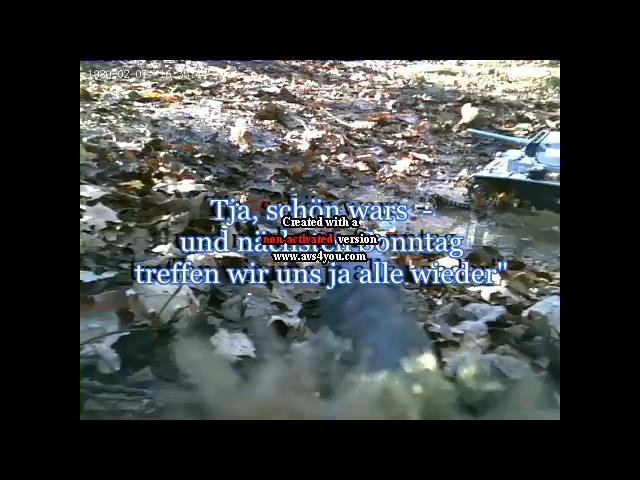 Tja, schön wars --
Created with a
non-activated version
und nächsten Sonntag
www.avs4you.com
treffen wir uns ja alle wieder"